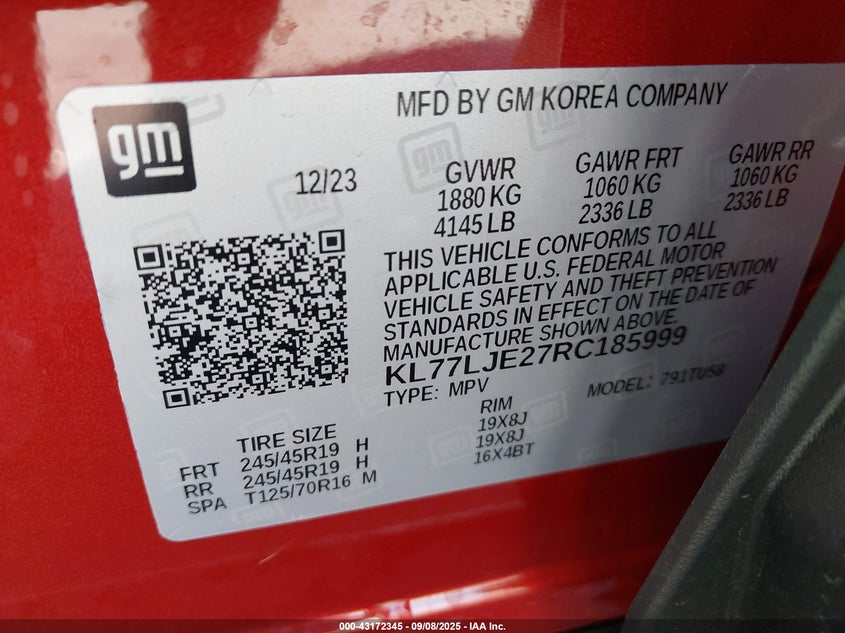 gm
MFD BY GM KOREA COMPANY
12/23
GVWR
1880 KG
4145 LB
GAWR FRT
1060 KG
2336 LB
GAWR RR
1060 KG
2336 LB
THIS VEHICLE CONFORMS TO ALL
APPLICABLE U.S. FEDERAL MOTOR
VEHICLE SAFETY AND THEFT PREVENTION
STANDARDS IN EFFECT ON THE DATE OF
MANUFACTURE SHOWN ABOVE.
KL77LJE27RC185999
TYPE: MPV
MODEL: 791TU58
TIRE SIZE
RIM
FRT 245/45R19 H 19X8J
RR 245/45R19 H 19X8J
SPA T125/70R16 M 16X4BT
000-43172345 - 09/08/2025 - IAA Inc.